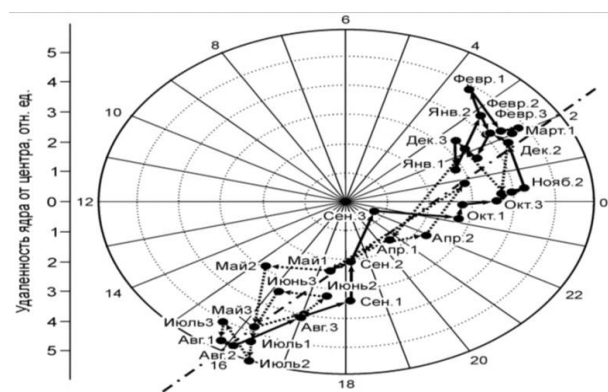 6
5
8
4
Февр.1
4
Февр.2
3
Февр.3
2
10
Янв.2
Март.1
2
Дек.3
Дек.2
1
Янв.1
Нояб.2
0
12
0
Сен.3
Окт.3
Окт.1
1
Апр.2
Апр.1
2
Май2
Май1
Сен.2
14
22
3
Июнь3
Июнь2
Сен.1
4
Июль3
Май3
Авг.3
5
Авг.1
Июль1
Авг.2
16
Июль2
20
18
Удаленность ядра от центра, отн. ед.